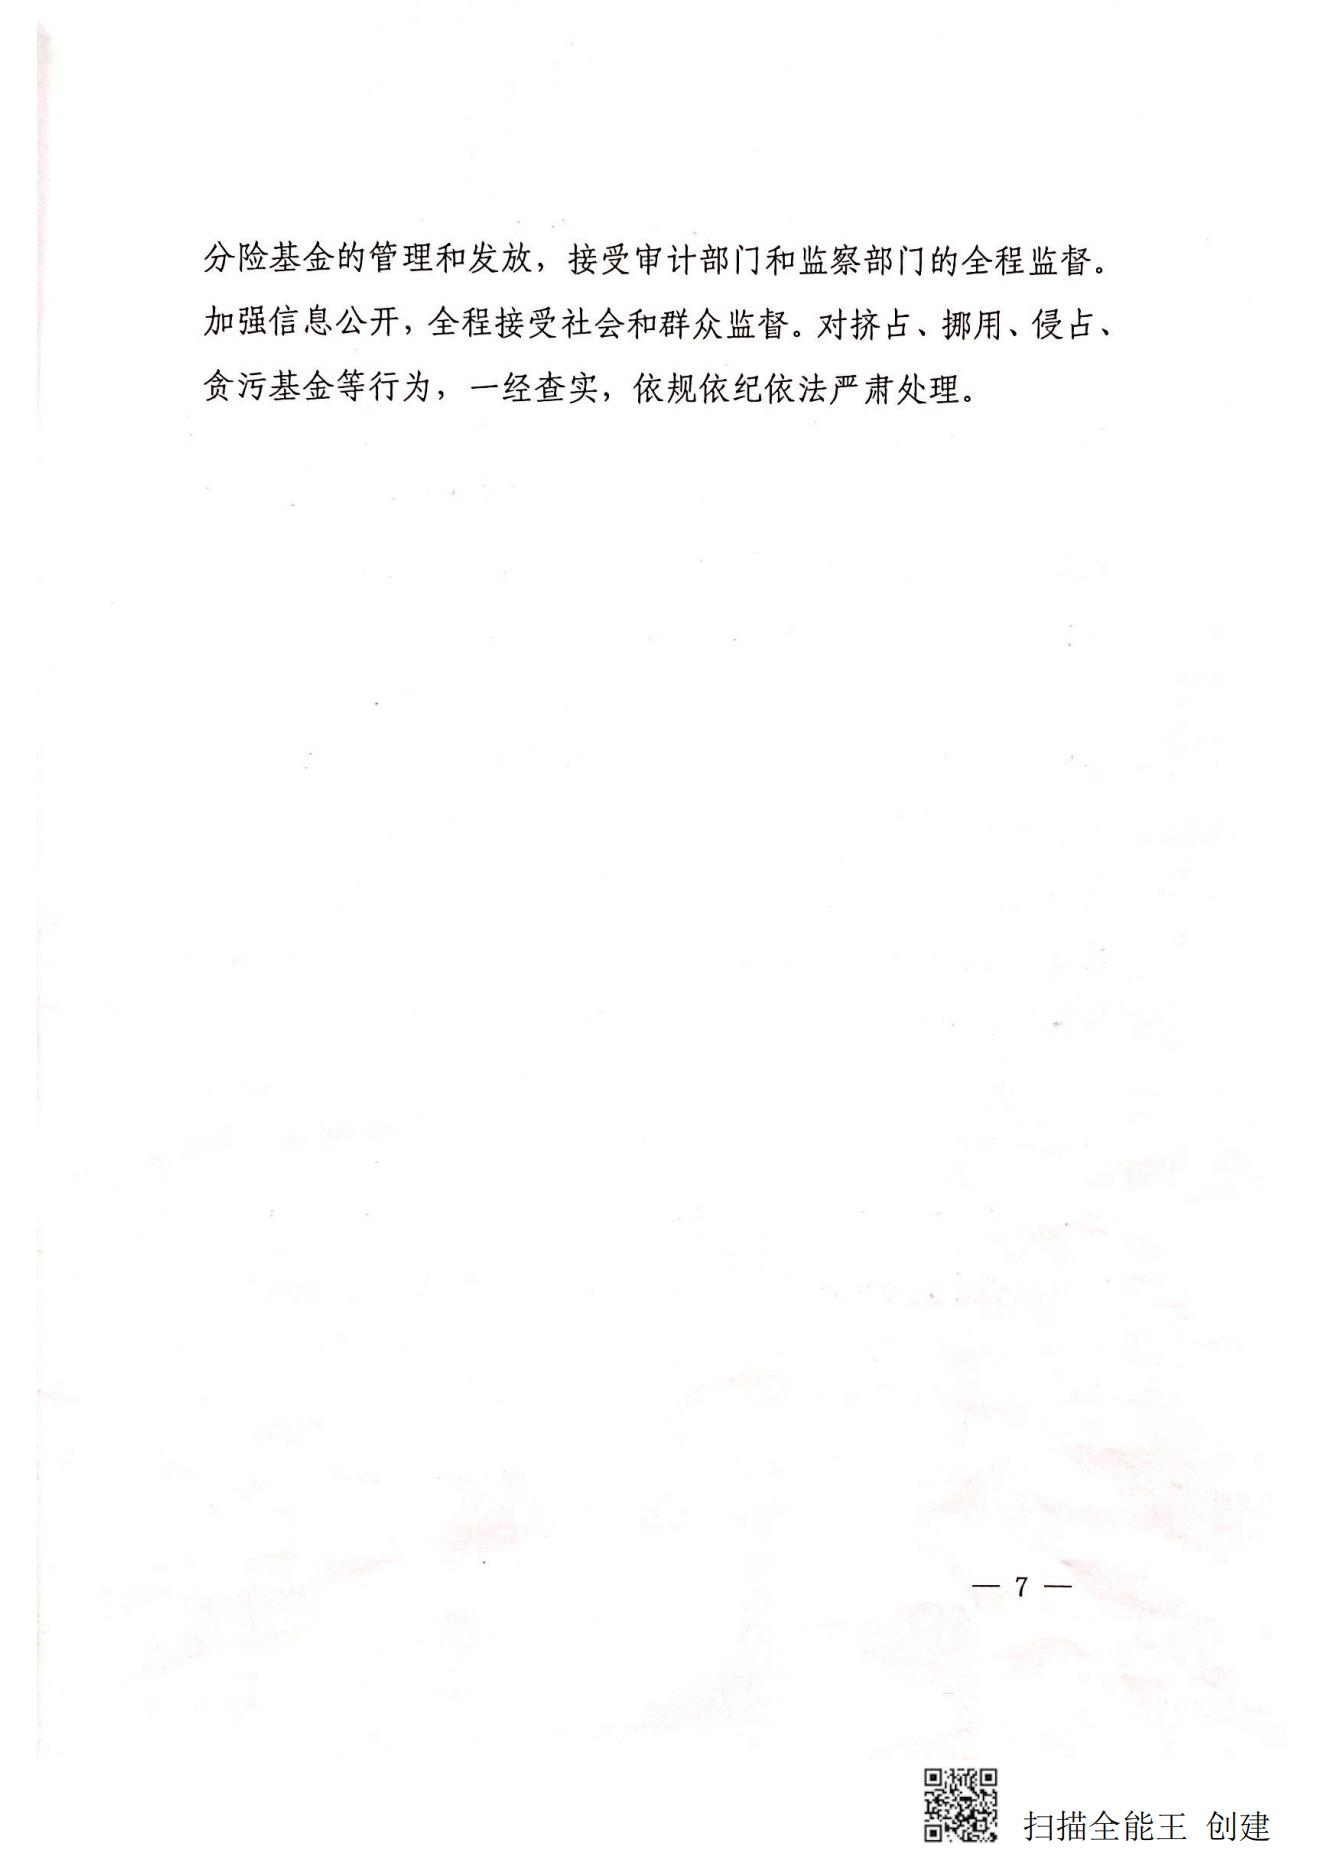 分险基金的管理和发放，接受审计部门和监察部门的全程监督。
加强信息公开，全程接受社会和群众监督。对挤占、挪用、侵占、
贪污基金等行为，一经查实，依规依纪依法严肃处理。
— 7 —
扫描全能王 创建